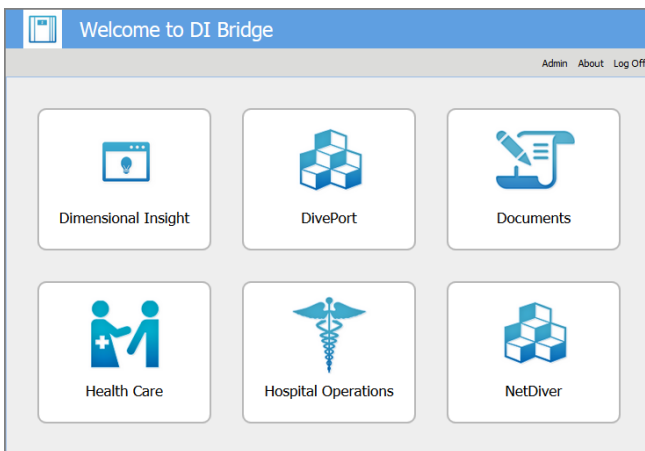 Welcome to DI Bridge
Admin About Log Off
Dimensional Insight
DivePort
Documents
Health Care
Hospital Operations
NetDiver